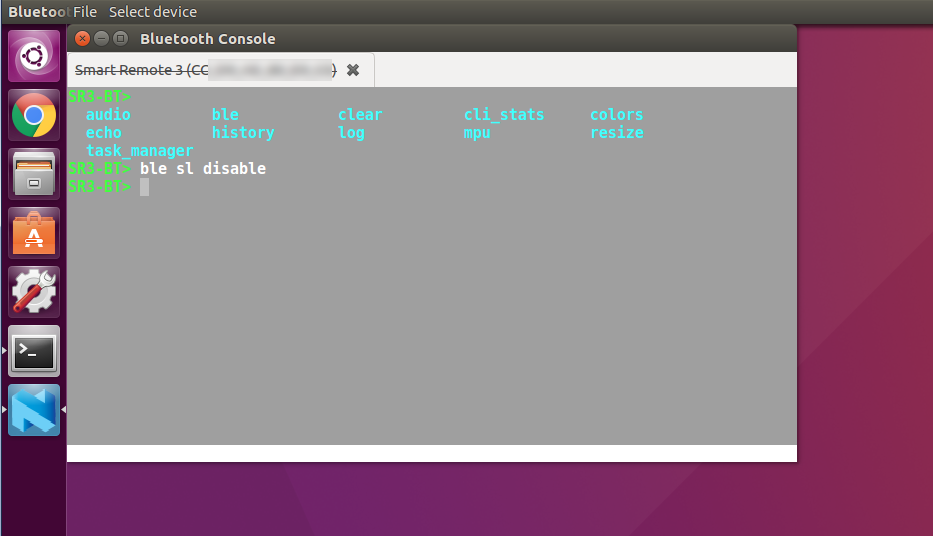 Bluetoo File Select device
Bluetooth Console
Smart Remote 3 (CC )
SR3-BT>
audio ble clear cli_stats colors
echo history log mpu resize
task_manager
SR3-BT> ble sl disable
SR3-BT>